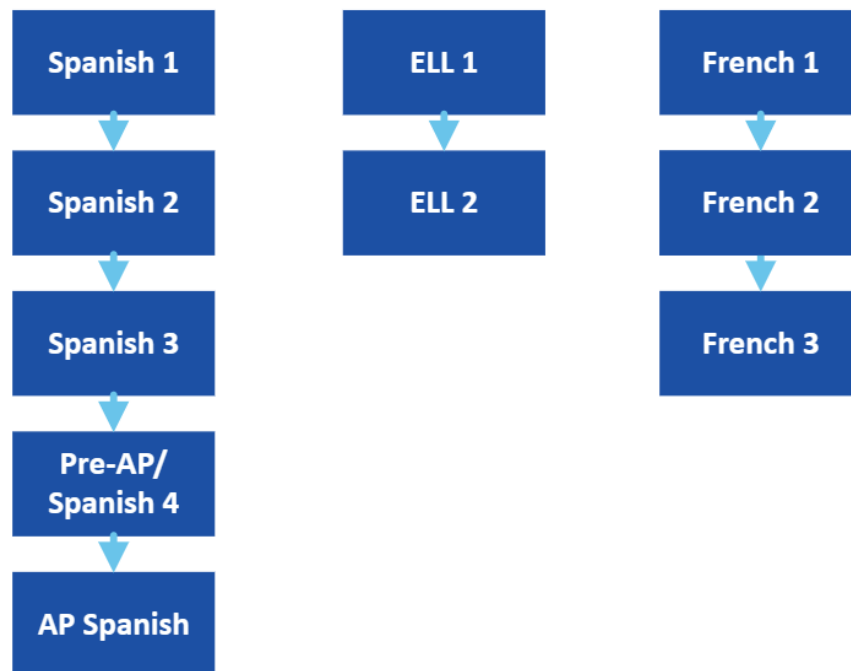 Spanish 1
Spanish 2
Spanish 3
Pre-AP/
Spanish 4
AP Spanish
ELL 1
ELL 2
French 1
French 2
French 3